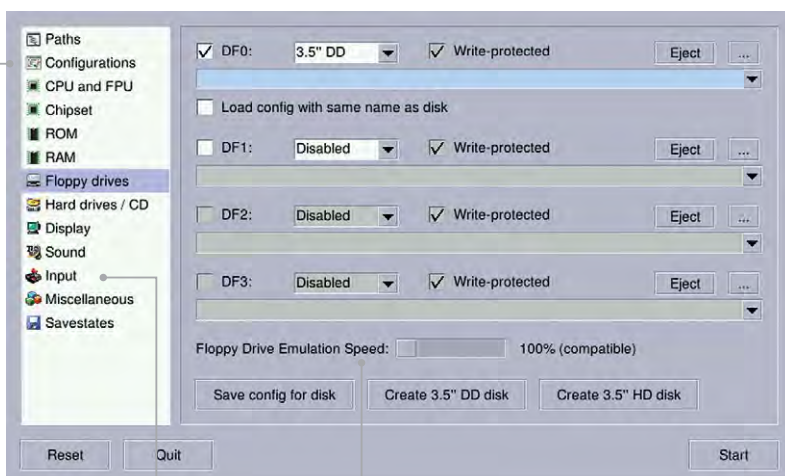 Paths
Configurations
CPU and FPU
Chipset
ROM
RAM
Floppy drives
Hard drives / CD
Display
Sound
Input
Miscellaneous
Savestates
DF0: 3.5'' DD Write-protected Eject ...
Load config with same name as disk
DF1: Disabled Write-protected Eject ...
DF2: Disabled Write-protected Eject ...
DF3: Disabled Write-protected Eject ...
Floppy Drive Emulation Speed: 100% (compatible)
Save config for disk Create 3.5'' DD disk Create 3.5'' HD disk
Reset Quit Start